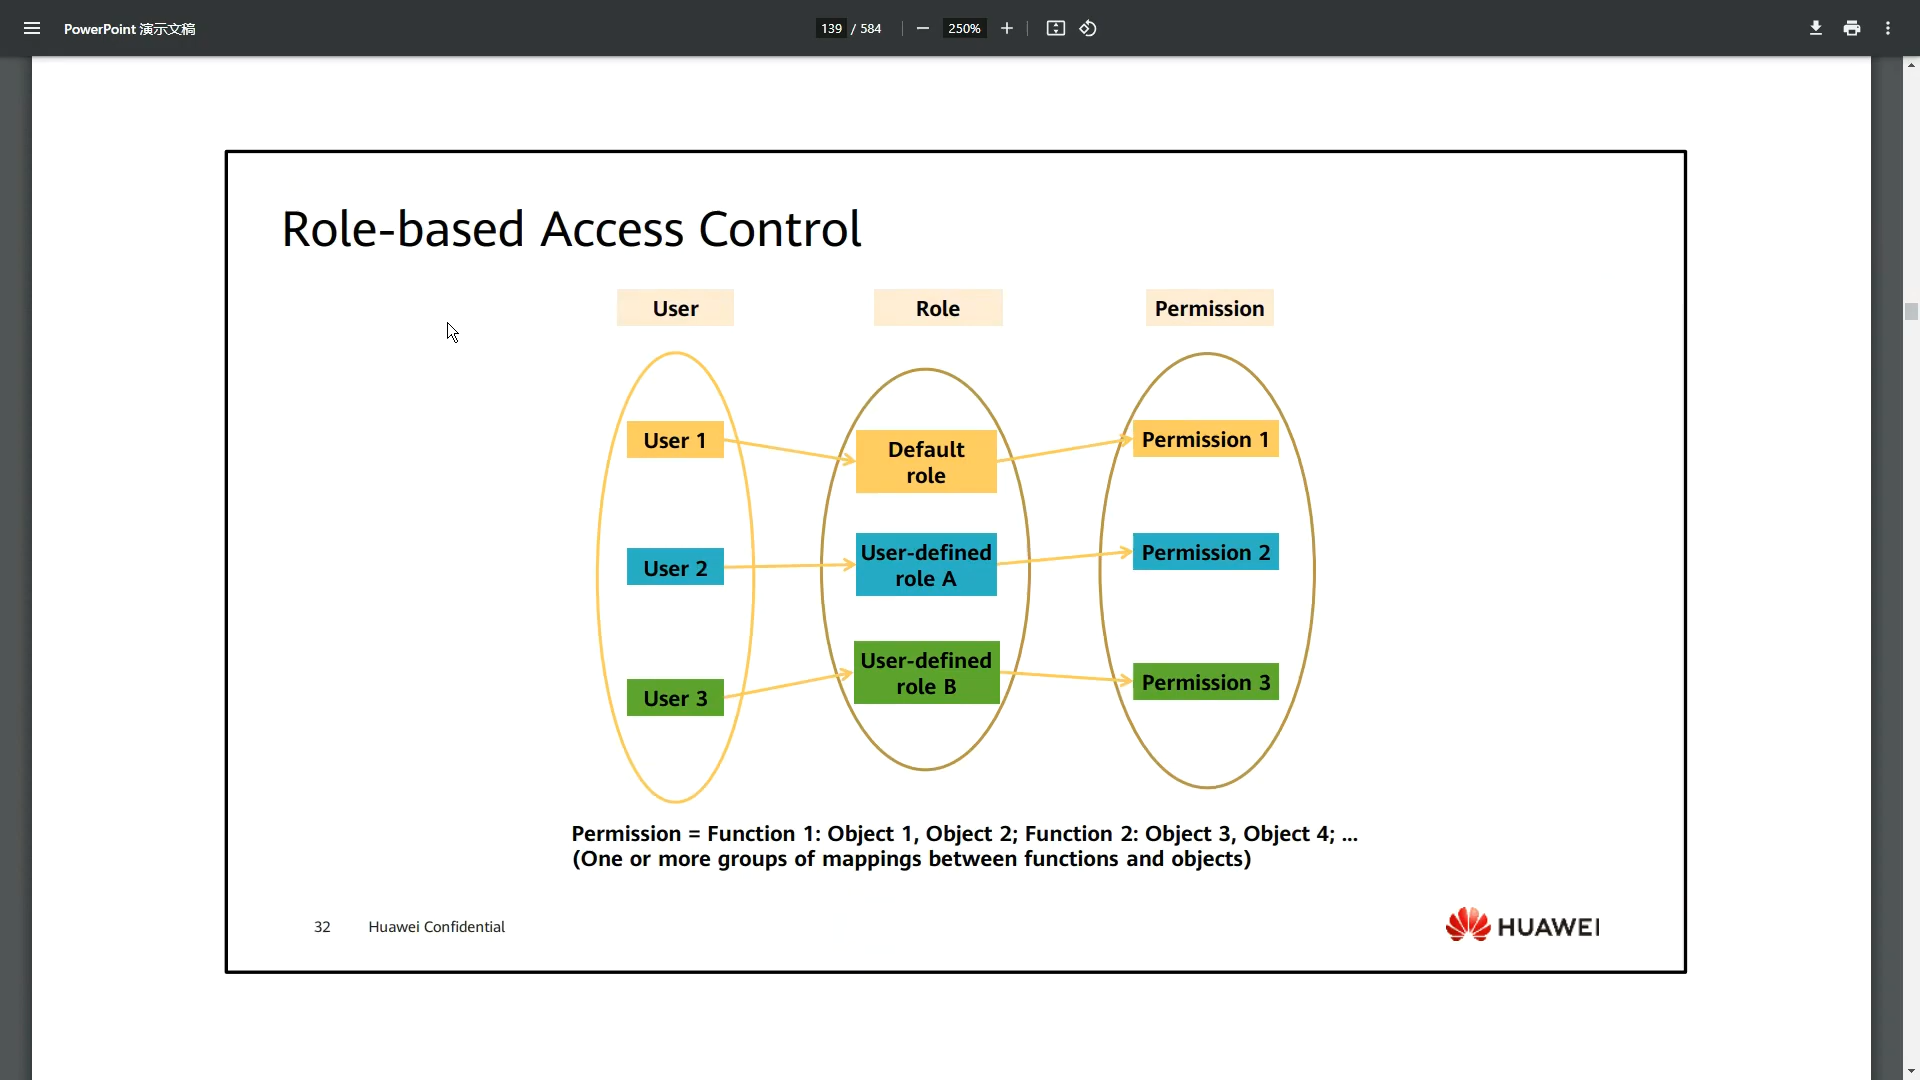 PowerPoint 演示文稿
139 / 584
250%
Role-based Access Control
User
Role
Permission
User 1
Default
role
Permission 1
User 2
User-defined
role A
Permission 2
User 3
User-defined
role B
Permission 3
Permission = Function 1: Object 1, Object 2; Function 2: Object 3, Object 4; ...
(One or more groups of mappings between functions and objects)
32
Huawei Confidential
HUAWEI